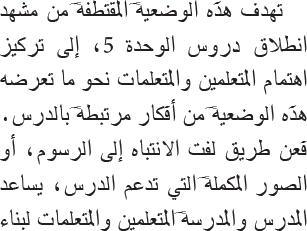 تهدف هذه الوضعية المقتطفة من مشهد
انطلاق دروس الوحدة 5، إلى تركيز
اهتمام المتعلمين والمتعلمات نحو ما تعرضه
هذه الوضعية من أفكار مرتبطة بالدرس.
فعن طريق لفت الانتباه إلى الرسوم، أو
الصور المكملة التي تدعم الدرس، يساعد
المدرس والمدرسة المتعلمين والمتعلمات لبناء